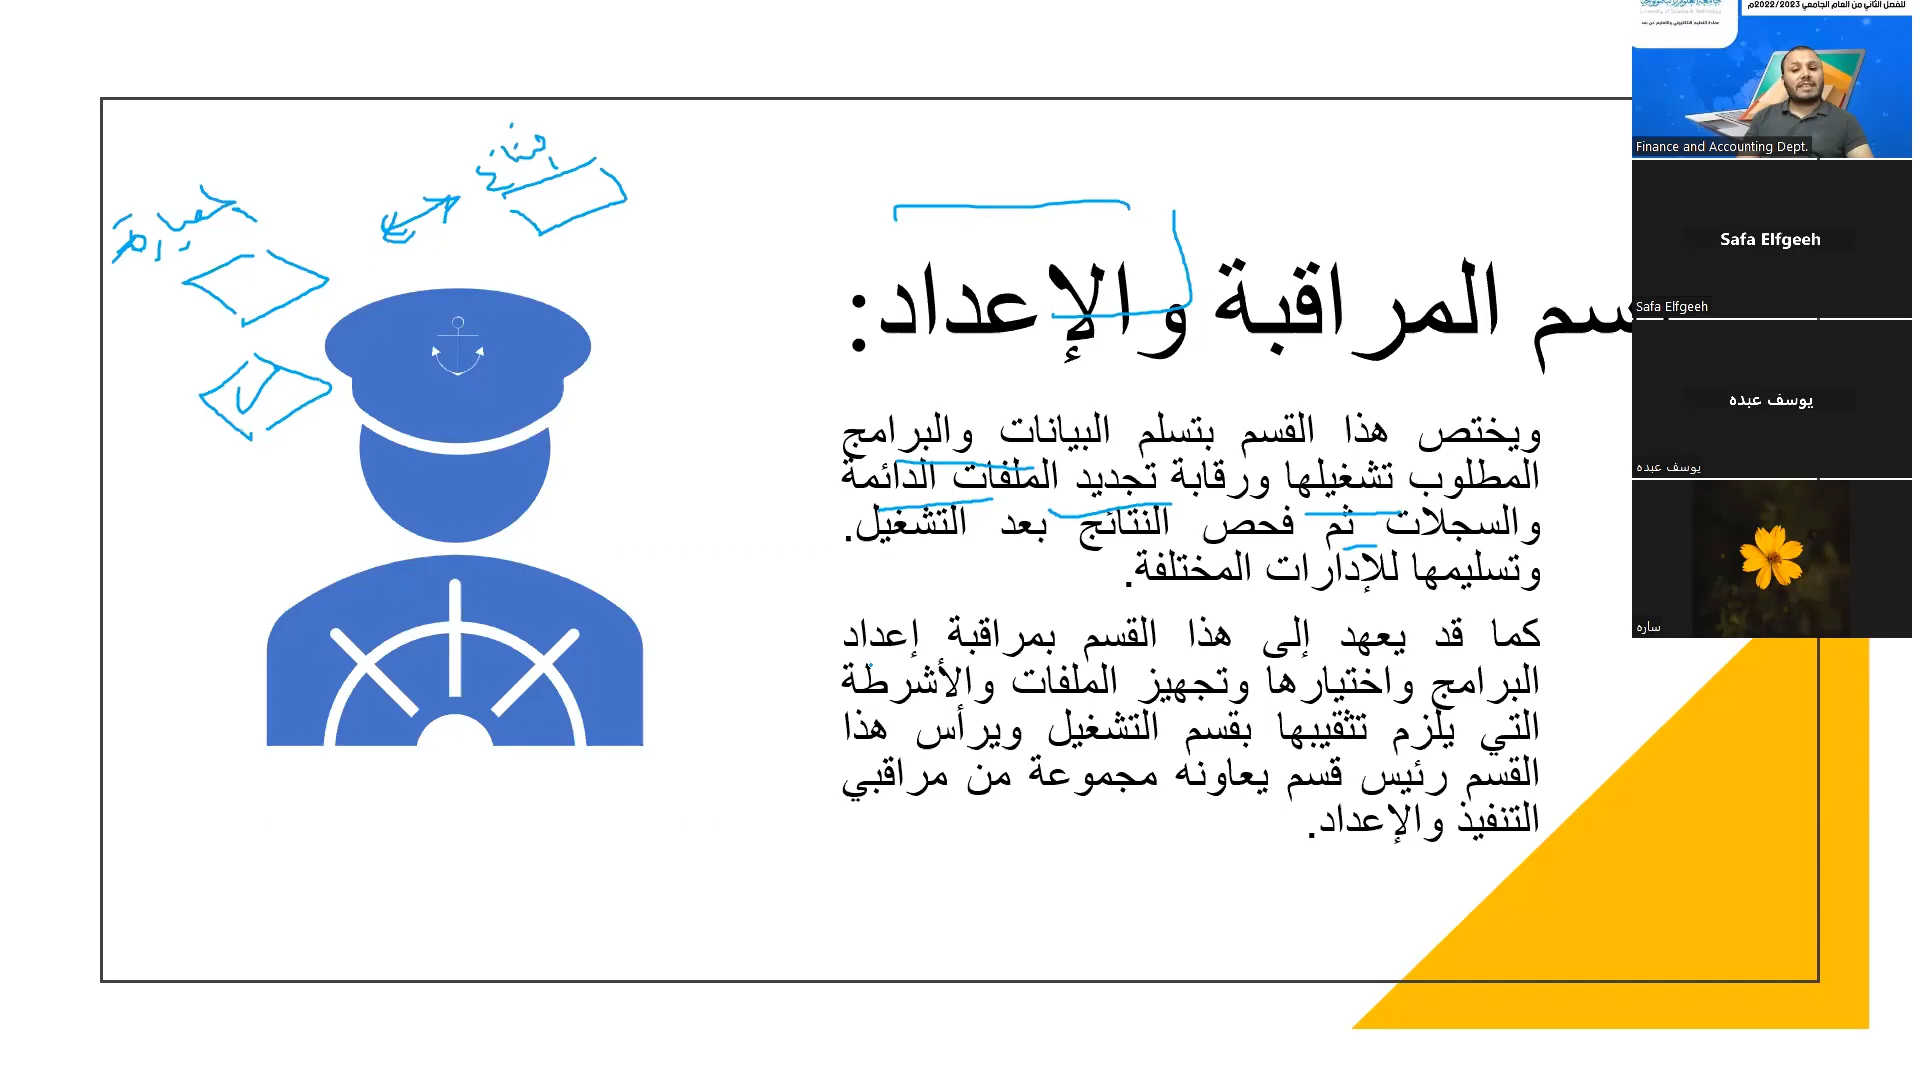 للفصل الثاني من العام الجامعي 2022/2023م
Finance and Accounting Dept.
Safa Elfgeeh
Safa Elfgeeh
يوسف عبده
يوسف عبده
ساره
سم المراقبة والإعداد:
ويختص هذا القسم بتسلم البيانات والبرامج
المطلوب تشغيلها ورقابة تجديد الملفات الدائمة
والسجلات ثم فحص النتائج بعد التشغيل.
وتسليمها للإدارات المختلفة.
كما قد يعهد إلى هذا القسم بمراقبة إعداد
البرامج واختيارها وتجهيز الملفات والأشرطة
التي يلزم تثقيبها بقسم التشغيل ويرأس هذا
القسم رئيس قسم يعاونه مجموعة من مراقبي
التنفيذ والإعداد.